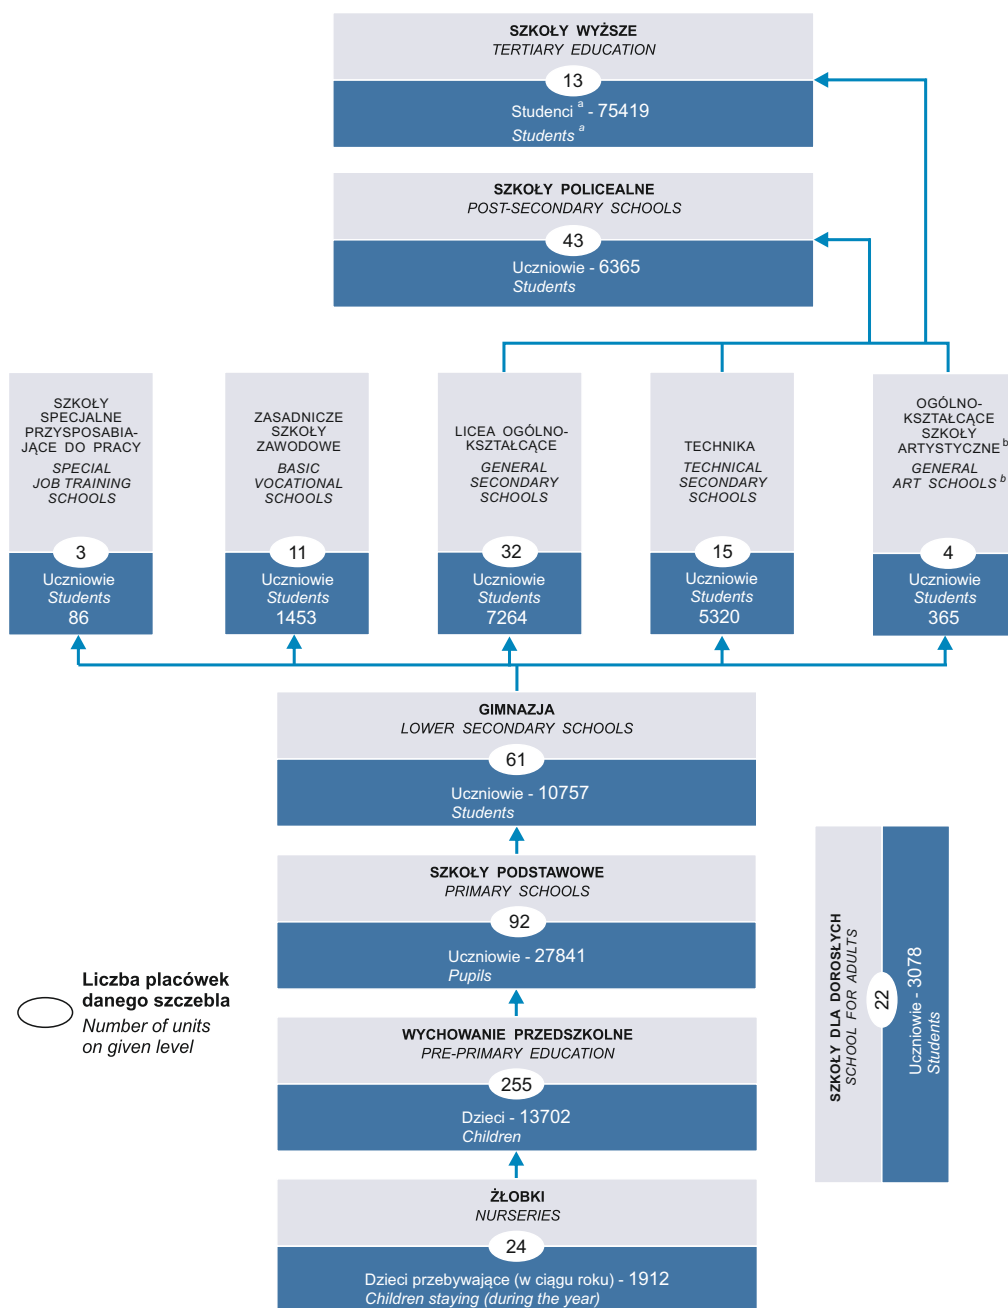 SZKOŁY WYŻSZE
TERTIARY EDUCATION
13
Studenci a - 75419
Students a
SZKOŁY POLICEALNE
POST-SECONDARY SCHOOLS
43
Uczniowie - 6365
Students
SZKOŁY
SPECJALNE
PRZYSPOSABIA-
JĄCE DO PRACY
SPECIAL
JOB TRAINING
SCHOOLS
3
Uczniowie
Students
86
ZASADNICZE
SZKOŁY
ZAWODOWE
BASIC
VOCATIONAL
SCHOOLS
11
Uczniowie
Students
1453
LICEA OGÓLNO-
KSZTAŁCĄCE
GENERAL
SECONDARY
SCHOOLS
32
Uczniowie
Students
7264
TECHNIKA
TECHNICAL
SECONDARY
SCHOOLS
15
Uczniowie
Students
5320
OGÓLNO-
KSZTAŁCĄCE
SZKOŁY
ARTYSTYCZNE b
GENERAL
ART SCHOOLS b
4
Uczniowie
Students
365
GIMNAZJA
LOWER SECONDARY SCHOOLS
61
Uczniowie - 10757
Students
SZKOŁY PODSTAWOWE
PRIMARY SCHOOLS
92
Uczniowie - 27841
Pupils
WYCHOWANIE PRZEDSZKOLNE
PRE-PRIMARY EDUCATION
255
Dzieci - 13702
Children
ŻŁOBKI
NURSERIES
24
Dzieci przebywające (w ciągu roku) - 1912
Children staying (during the year)
SZKOŁY DLA DOROSŁYCH
SCHOOL FOR ADULTS
22
Uczniowie - 3078
Students
Liczba placówek
danego szczebla
Number of units
on given level